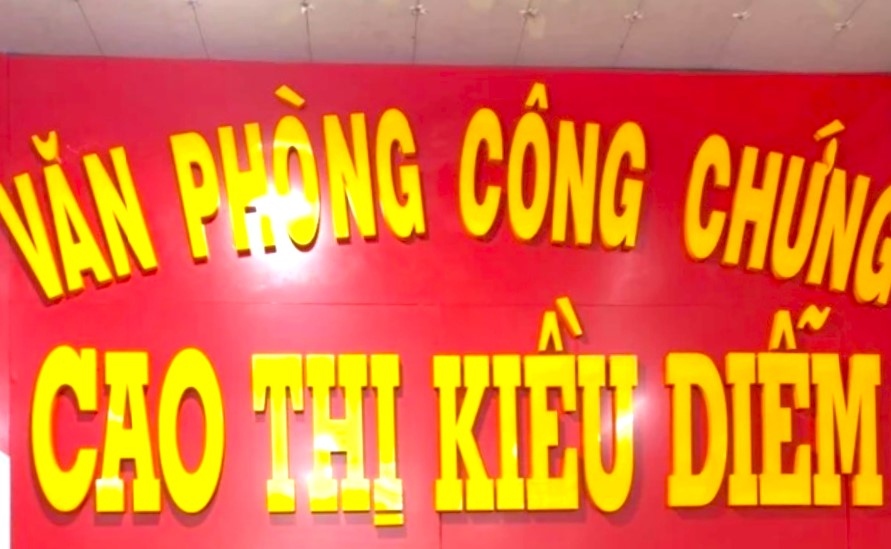 VĂN PHÒNG CÔNG CHỨNG
CAO THỊ KIỀU DIỄM